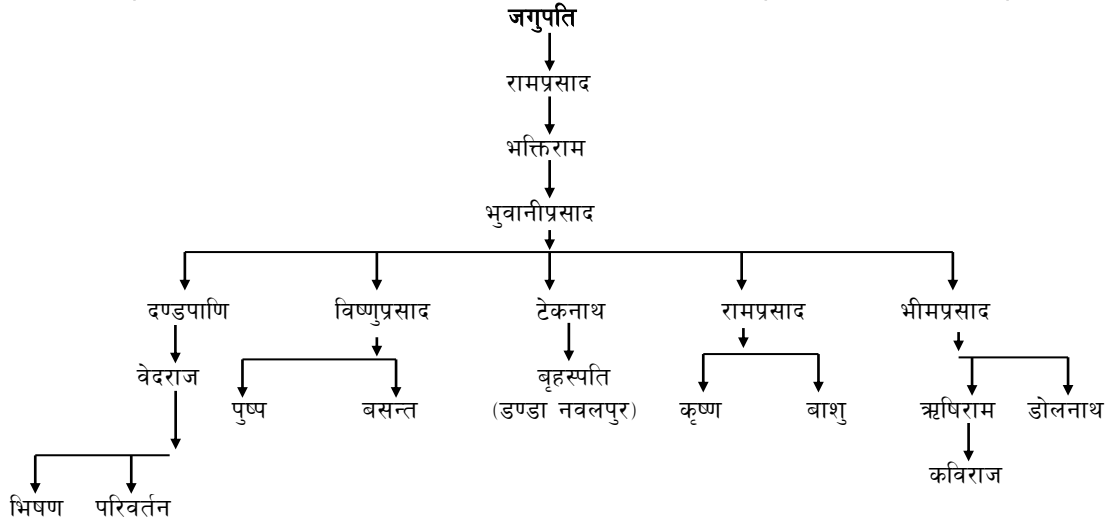 जगुपति
रामप्रसाद
भक्तिराम
भुवानीप्रसाद
दण्डपाणि विष्णुप्रसाद टेकनाथ रामप्रसाद भीमप्रसाद
वेदराज बृहस्पति
पुष्प बसन्त (डण्डा नवलपुर) कृष्ण बाशु ऋषिराम डोलनाथ
कविराज
भिषण परिवर्तन